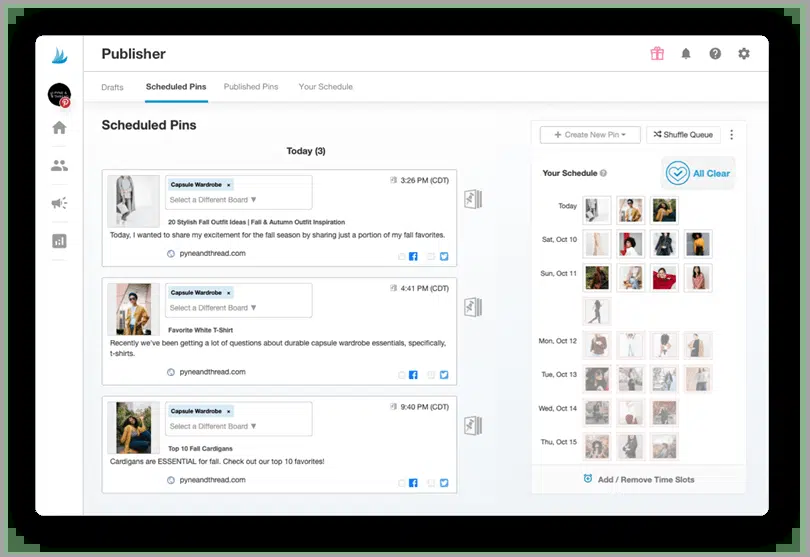 Publisher
Drafts
Scheduled Pins
Published Pins
Your Schedule
Scheduled Pins
Today (3)
Capsule Wardrobe ×
3:26 PM (CDT)
Select a Different Board ▼
20 Stylish Fall Outfit Ideas | Fall & Autumn Outfit Inspiration
Today, I wanted to share my excitement for the fall season by sharing just a portion of my fall favorites.
pyneandthread.com
Capsule Wardrobe ×
4:41 PM (CDT)
Select a Different Board ▼
Favorite White T-Shirt
Recently we've been getting a lot of questions about durable capsule wardrobe essentials, specifically,
t-shirts.
pyneandthread.com
Capsule Wardrobe ×
9:40 PM (CDT)
Select a Different Board ▼
Top 10 Fall Cardigans
Cardigans are ESSENTIAL for fall. Check out our top 10 favorites!
pyneandthread.com
+ Create New Pin
Shuffle Queue
Your Schedule
All Clear
Today
Sat, Oct 10
Sun, Oct 11
Mon, Oct 12
Tue, Oct 13
Wed, Oct 14
Thu, Oct 15
Add / Remove Time Slots